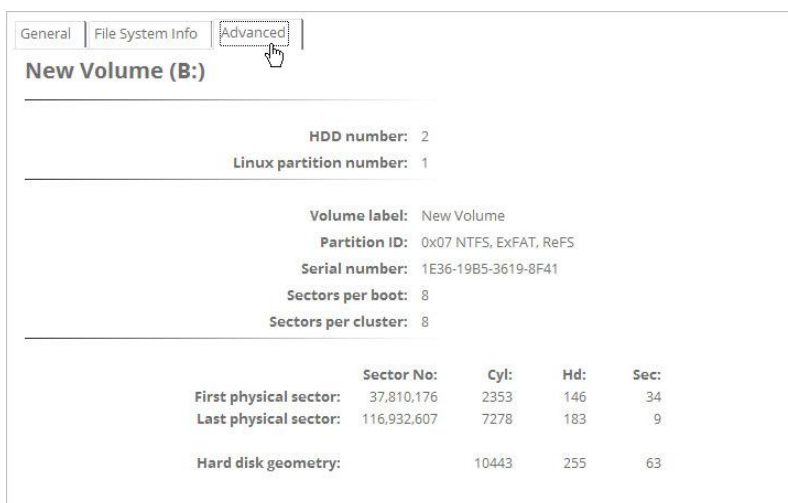 General File System Info Advanced
New Volume (B:)
HDD number: 2
Linux partition number: 1
Volume label: New Volume
Partition ID: 0x07 NTFS, ExFAT, ReFS
Serial number: 1E36-19B5-3619-8F41
Sectors per boot: 8
Sectors per cluster: 8
Sector No: Cyl: Hd: Sec:
First physical sector: 37,810,176 2353 146 34
Last physical sector: 116,932,607 7278 183 9
Hard disk geometry: 10443 255 63